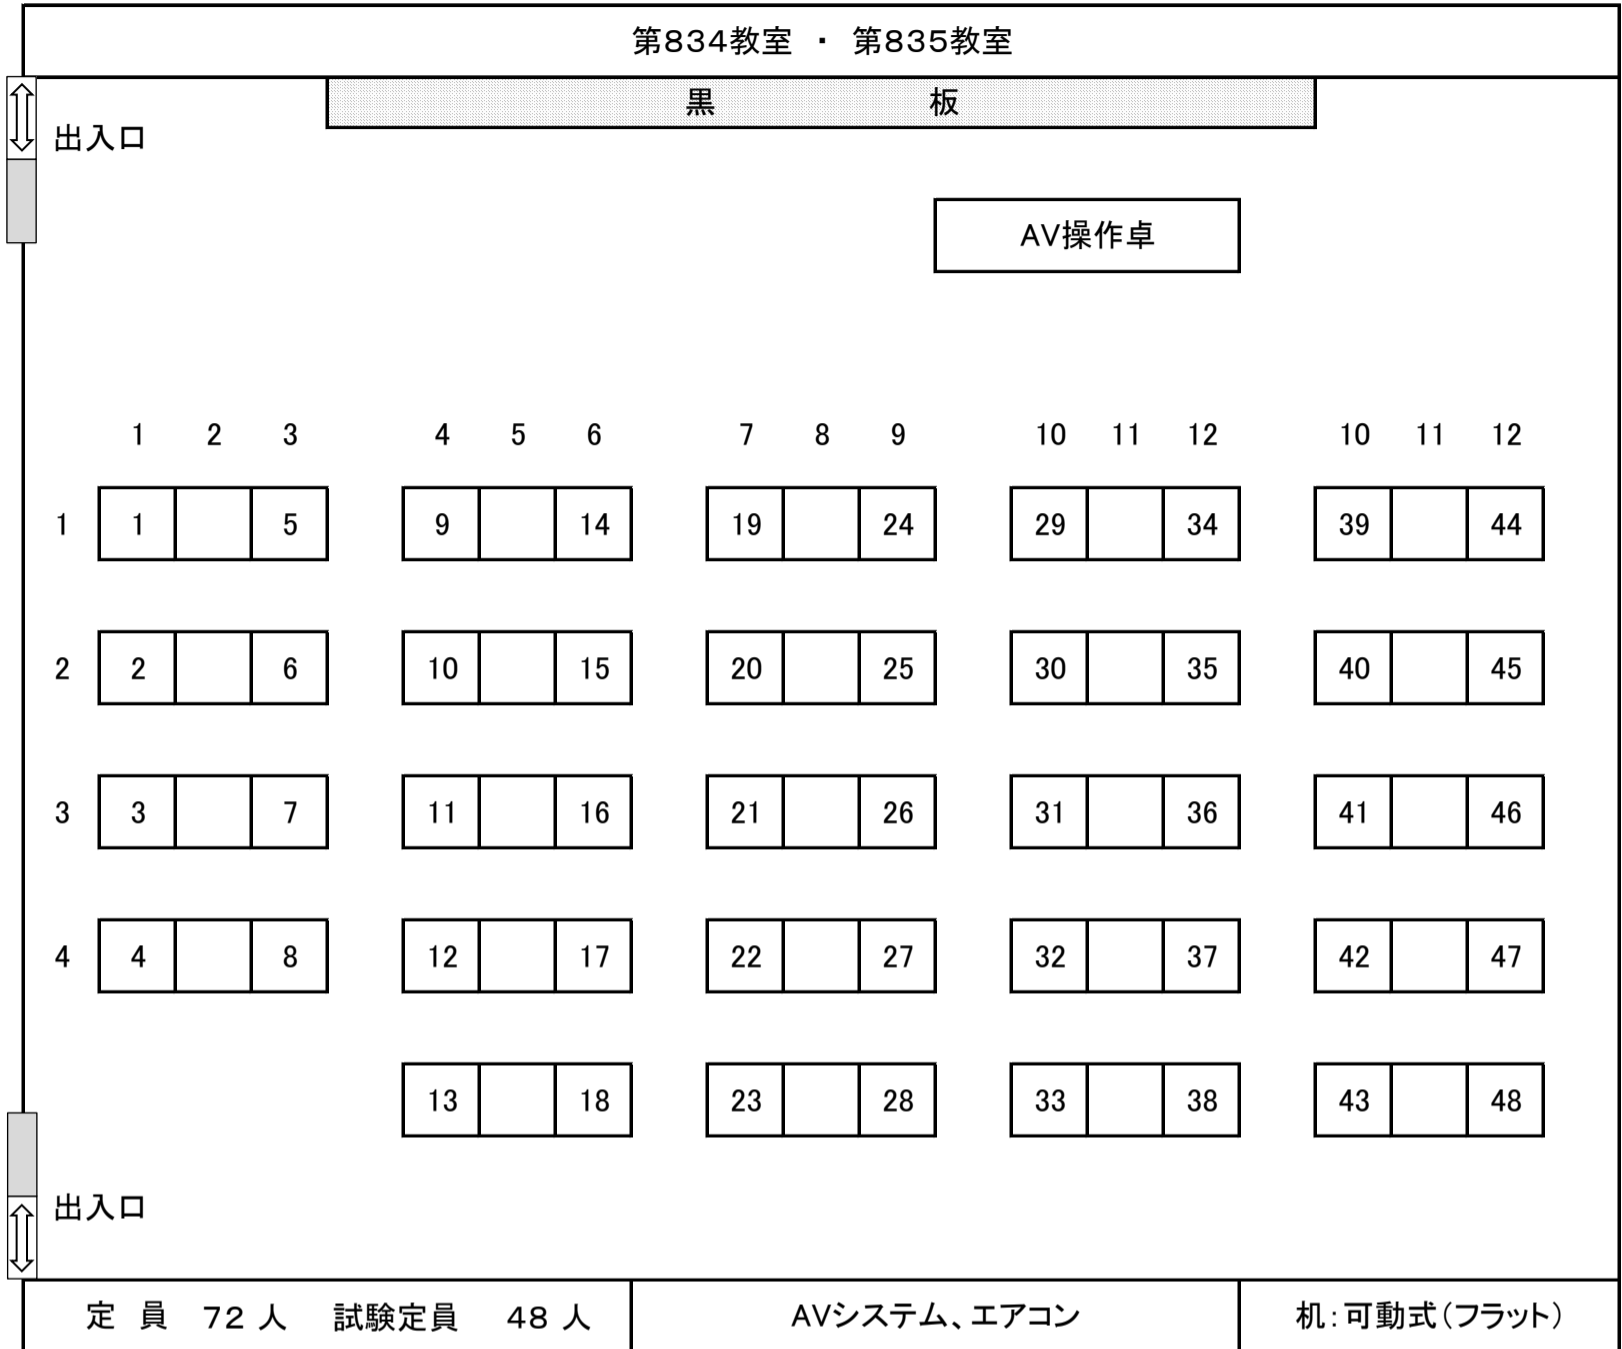 第834教室 ・ 第835教室
黒 板
出入口
AV操作卓
1 2 3 4 5 6 7 8 9 10 11 12 10 11 12
1 1 5 9 14 19 24 29 34 39 44
2 2 6 10 15 20 25 30 35 40 45
3 3 7 11 16 21 26 31 36 41 46
4 4 8 12 17 22 27 32 37 42 47
13 18 23 28 33 38 43 48
出入口
定 員 72 人 試験定員 48 人 AVシステム、エアコン 机:可動式(フラット)